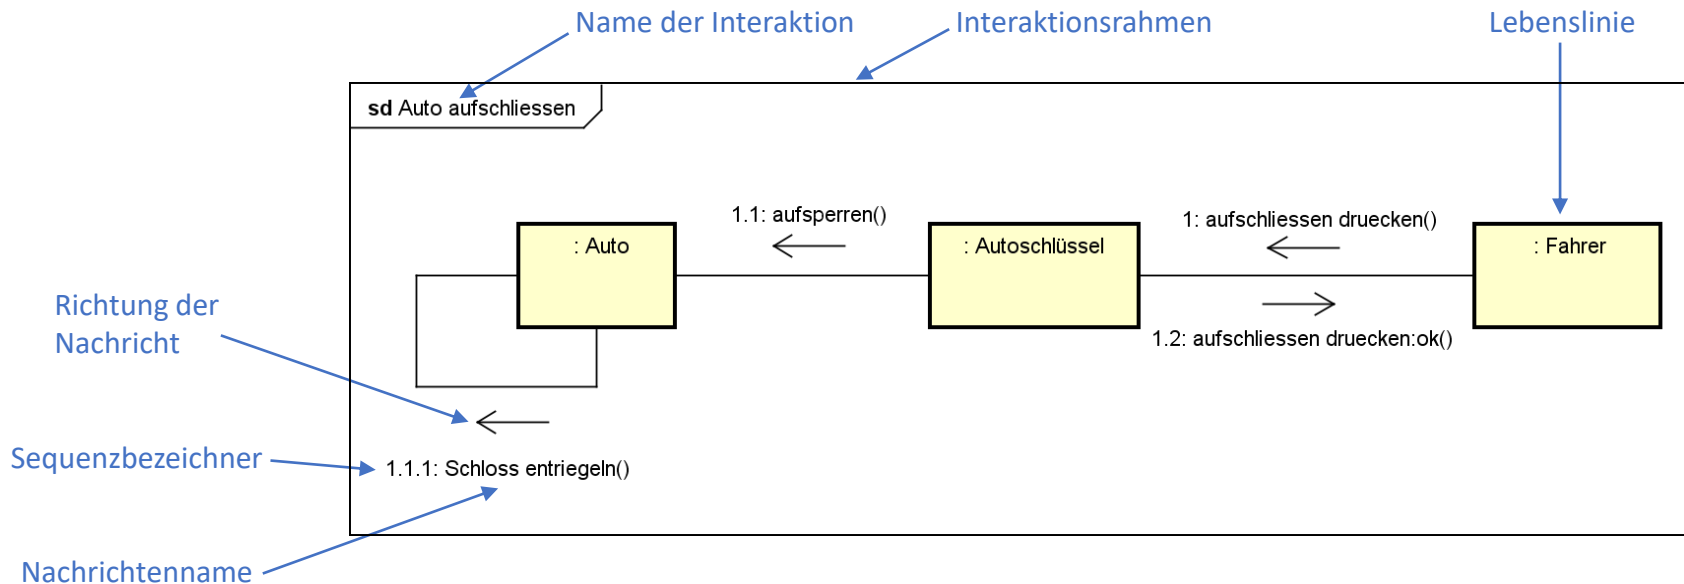 Name der Interaktion
Interaktionsrahmen
Lebenslinie
sd Auto aufschliessen
1.1: aufsperren()
1: aufschliessen druecken()
: Auto
: Autoschlüssel
: Fahrer
Richtung der
Nachricht
1.2: aufschliessen druecken:ok()
Sequenzbezeichner
1.1.1: Schloss entriegeln()
Nachrichtenname